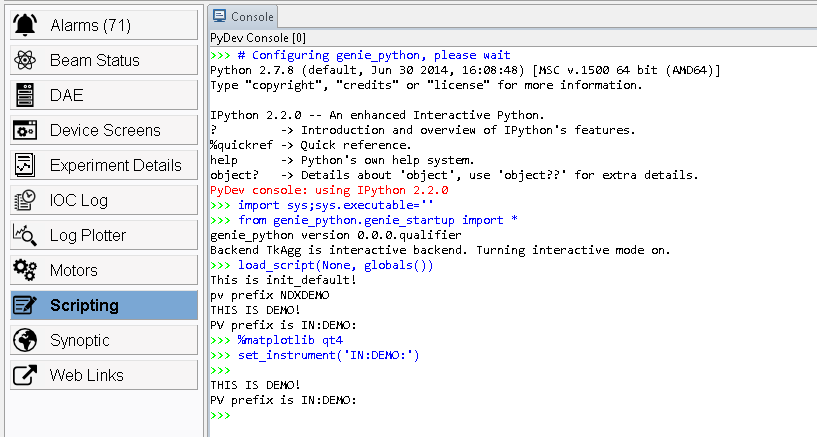 Alarms (71)
Beam Status
DAE
Device Screens
Experiment Details
IOC Log
Log Plotter
Motors
Scripting
Synoptic
Web Links
Console
PyDev Console [0]
>>> # Configuring genie_python, please wait
Python 2.7.8 (default, Jun 30 2014, 16:08:48) [MSC v.1500 64 bit (AMD64)]
Type "copyright", "credits" or "license" for more information.

IPython 2.2.0 -- An enhanced Interactive Python.
?         -> Introduction and overview of IPython's features.
%quickref -> Quick reference.
help      -> Python's own help system.
object?   -> Details about 'object', use 'object??' for extra details.
PyDev console: using IPython 2.2.0
>>> import sys;sys.executable=''
>>> from genie_python.genie_startup import *
genie_python version 0.0.0.qualifier
Backend TkAgg is interactive backend. Turning interactive mode on.
>>> load_script(None, globals())
This is init_default!
pv prefix NDXDEMO
THIS IS DEMO!
PV prefix is IN:DEMO:
>>> %matplotlib qt4
>>> set_instrument('IN:DEMO:')
>>>
THIS IS DEMO!
PV prefix is IN:DEMO:
>>>